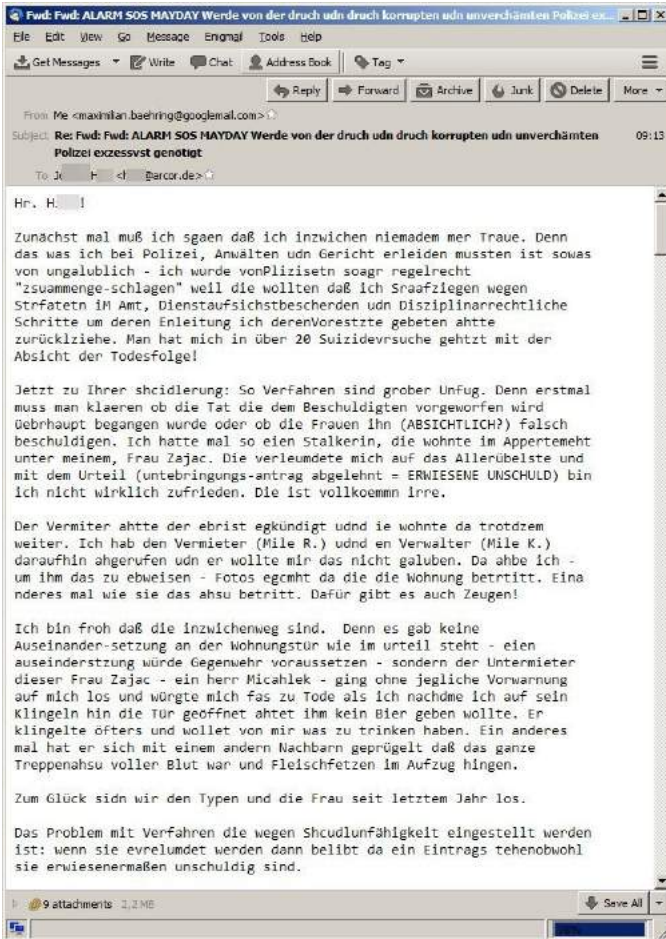 Fwd: Fwd: ALARM SOS MAYDAY Werde von der druch udn druch korrupten udn unverchämten Polizei ex...
File Edit View Go Message Enigmail Tools Help
Get Messages Write Chat Address Book Tag
Reply Forward Archive Junk Delete More
From Me <maximilian.baehring@googlemail.com>
Subject Re: Fwd: Fwd: ALARM SOS MAYDAY Werde von der druch udn druch korrupten udn unverchämten 09:13
Polizei exzessvst genötigt
To H @arcor.de>
Hr. H !
Zunächst mal muß ich sgaen daß ich inzwichen niemadem mer Traue. Denn
das was ich bei Polizei, Anwälten udn Gericht erleiden mussten ist sowas
von ungalublich - ich wurde vonPlizisetn soagr regelrecht
"zsuammenge-schlagen" weil die wollten daß ich Sraafziegen wegen
Strfatetn iM Amt, Dienstaufsichstbescherden udn Disziplinarrechtliche
Schritte um deren Enleitung ich derenVorestzte gebeten ahtte
zurücklziehe. Man hat mich in über 20 Suizidevrsuche gehtzt mit der
Absicht der Todesfolge!
Jetzt zu Ihrer shcidlerung: So Verfahren sind grober Unfug. Denn erstmal
muss man klaeren ob die Tat die dem Beschuldigten vorgeworfen wird
üebrhaupt begangen wurde oder ob die Frauen ihn (ABSICHTLICH?) falsch
beschuldigen. Ich hatte mal so eien Stalkerin, die wohnte im Appertemeht
unter meinem, Frau Zajac. Die verleumdete mich auf das Allerübelste und
mit dem Urteil (untebringungs-antrag abgelehnt = ERWIESENE UNSCHULD) bin
ich nicht wirklich zufrieden. Die ist vollkoemmn irre.
Der Vermiter ahtte der ebrist egkündigt udnd ie wohnte da trotdzem
weiter. Ich hab den Vermieter (Mile R.) udnd en Verwalter (Mile K.)
daraufhin ahgerufen udn er wollte mir das nicht galuben. Da ahbe ich -
um ihm das zu ebweisen - Fotos egcmht da die die Wohnung betrtitt. Eina
nderes mal wie sie das ahsu betritt. Dafür gibt es auch Zeugen!
Ich bin froh daß die inzwichenweg sind. Denn es gab keine
Auseinander-setzung an der Wohnungstür wie im urteil steht - eien
auseinderstzung würde Gegenwehr voraussetzen - sondern der Untermieter
dieser Frau Zajac - ein herr Micahlek - ging ohne jegliche Vorwarnung
auf mich los und würgte mich fas zu Tode als ich nachdme ich auf sein
Klingeln hin die Tür geöffnet ahtet ihm kein Bier geben wollte. Er
klingelte öfters und wollet von mir was zu trinken haben. Ein anderes
mal hat er sich mit einem andern Nachbarn geprügelt daß das ganze
Treppenahsu voller Blut war und Fleischfetzen im Aufzug hingen.
Zum Glück sidn wir den Typen und die Frau seit letztem Jahr los.
Das Problem mit Verfahren die wegen Shcudlunfähigkeit eingestellt werden
ist: wenn sie evrelumdet werden dann belibt da ein Eintrags tehenobwohl
sie erwiesenermaßen unschuldig sind.
9 attachments 2,2 MB Save All